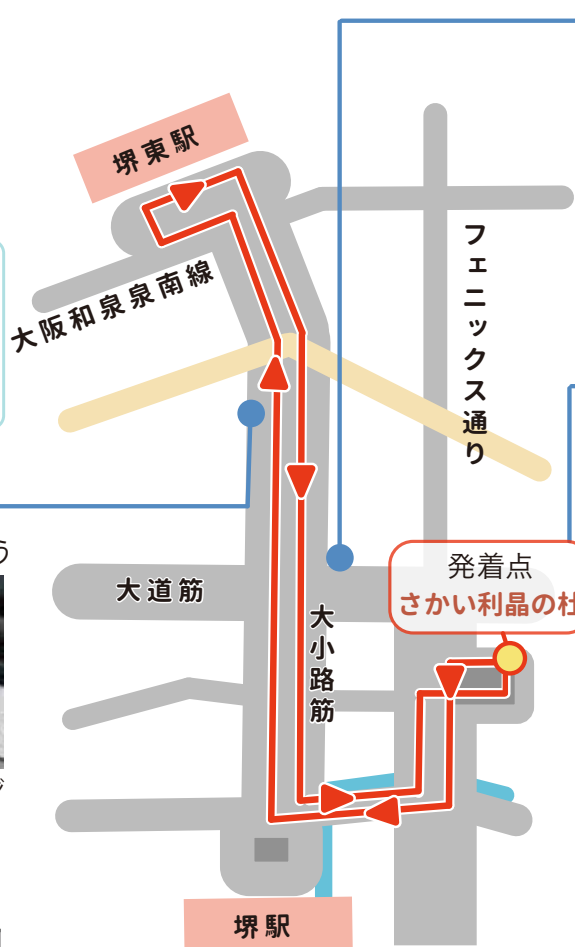 堺東駅
大阪和泉泉南線
フェニックス通り
う
発着点
さかい利晶の杜
大道筋
大小路筋
堺駅